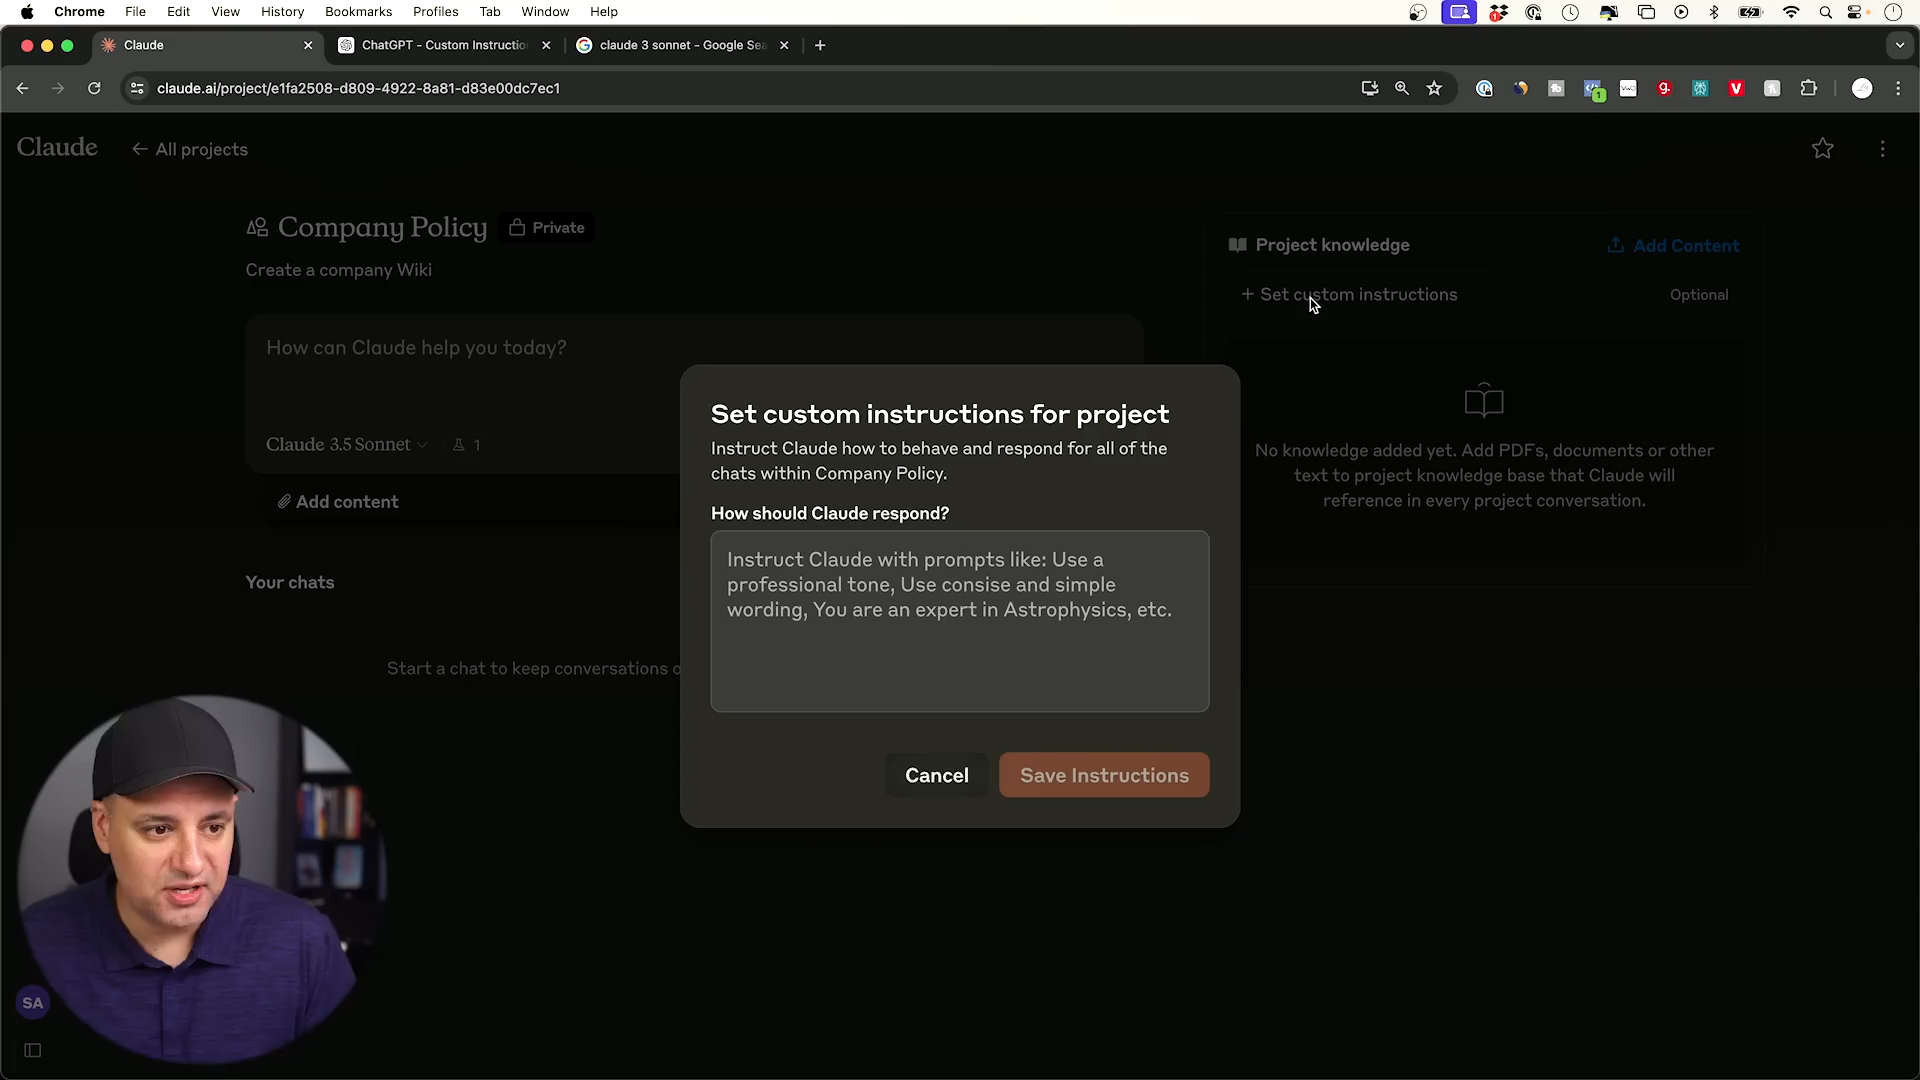 Chrome File Edit View History Bookmarks Profiles Tab Window Help
Claude
ChatGPT - Custom Instructio
claude 3 sonnet - Google Sea
claude.ai/project/e1fa2508-d809-4922-8a81-d83e00dc7ec1
Claude
All projects
Company Policy
Private
Create a company Wiki
How can Claude help you today?
Claude 3.5 Sonnet
1
Add content
Your chats
Start a chat to keep conversations o
Project knowledge
Add Content
+ Set custom instructions
Optional
No knowledge added yet. Add PDFs, documents or other
text to project knowledge base that Claude will
reference in every project conversation.
Set custom instructions for project
Instruct Claude how to behave and respond for all of the
chats within Company Policy.
How should Claude respond?
Instruct Claude with prompts like: Use a
professional tone, Use consise and simple
wording, You are an expert in Astrophysics, etc.
Cancel
Save Instructions
SA